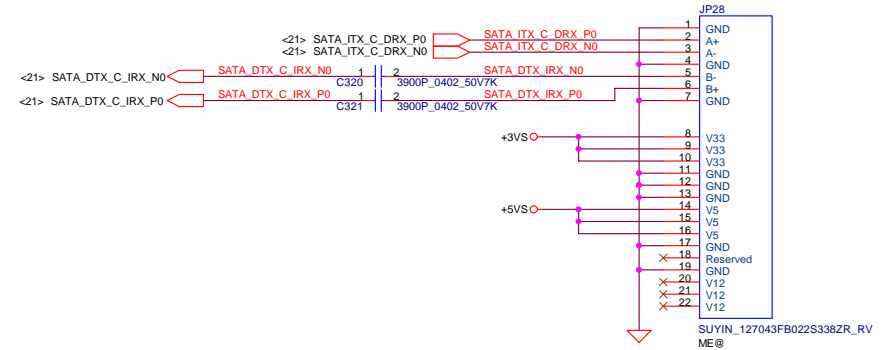 JP28
1 GND
<21> SATA_ITX_C_DRX_P0 SATA_ITX_C_DRX_P0 2 A+
<21> SATA_ITX_C_DRX_N0 SATA_ITX_C_DRX_N0 3 A-
4 GND
<21> SATA_DTX_C_IRX_N0 SATA_DTX_C_IRX_N0 1 2 SATA_DTX_IRX_N0 5 B-
C320 3900P_0402_50V7K
6 B+
<21> SATA_DTX_C_IRX_P0 SATA_DTX_C_IRX_P0 1 2 SATA_DTX_IRX_P0 7 GND
C321 3900P_0402_50V7K
+3VS 8 V33
9 V33
10 V33
11 GND
12 GND
13 GND
+5VS 14 V5
15 V5
16 V5
17 GND
18 Reserved
19 GND
20 V12
21 V12
22 V12
SUYIN_127043FB022S338ZR_RV
ME@